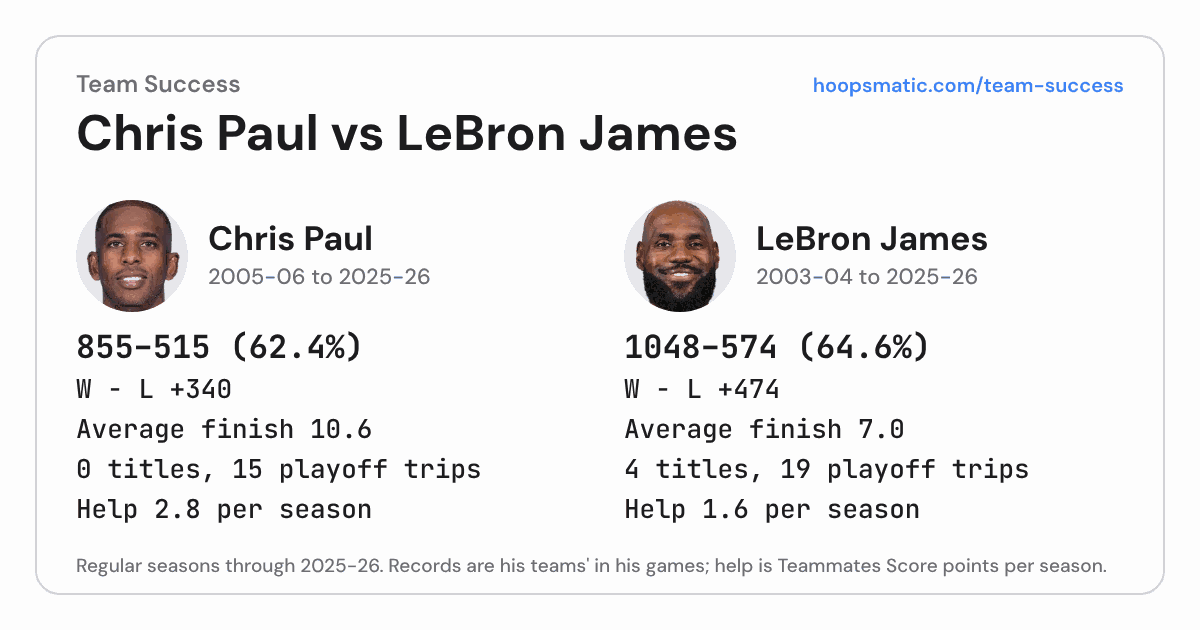 Team Success
hoopsmatic.com/team-success
Chris Paul vs LeBron James
Chris Paul
2005-06 to 2025-26
855-515 (62.4%)
W - L +340
Average finish 10.6
0 titles, 15 playoff trips
Help 2.8 per season
LeBron James
2003-04 to 2025-26
1048-574 (64.6%)
W - L +474
Average finish 7.0
4 titles, 19 playoff trips
Help 1.6 per season
Regular seasons through 2025-26. Records are his teams' in his games; help is Teammates Score points per season.